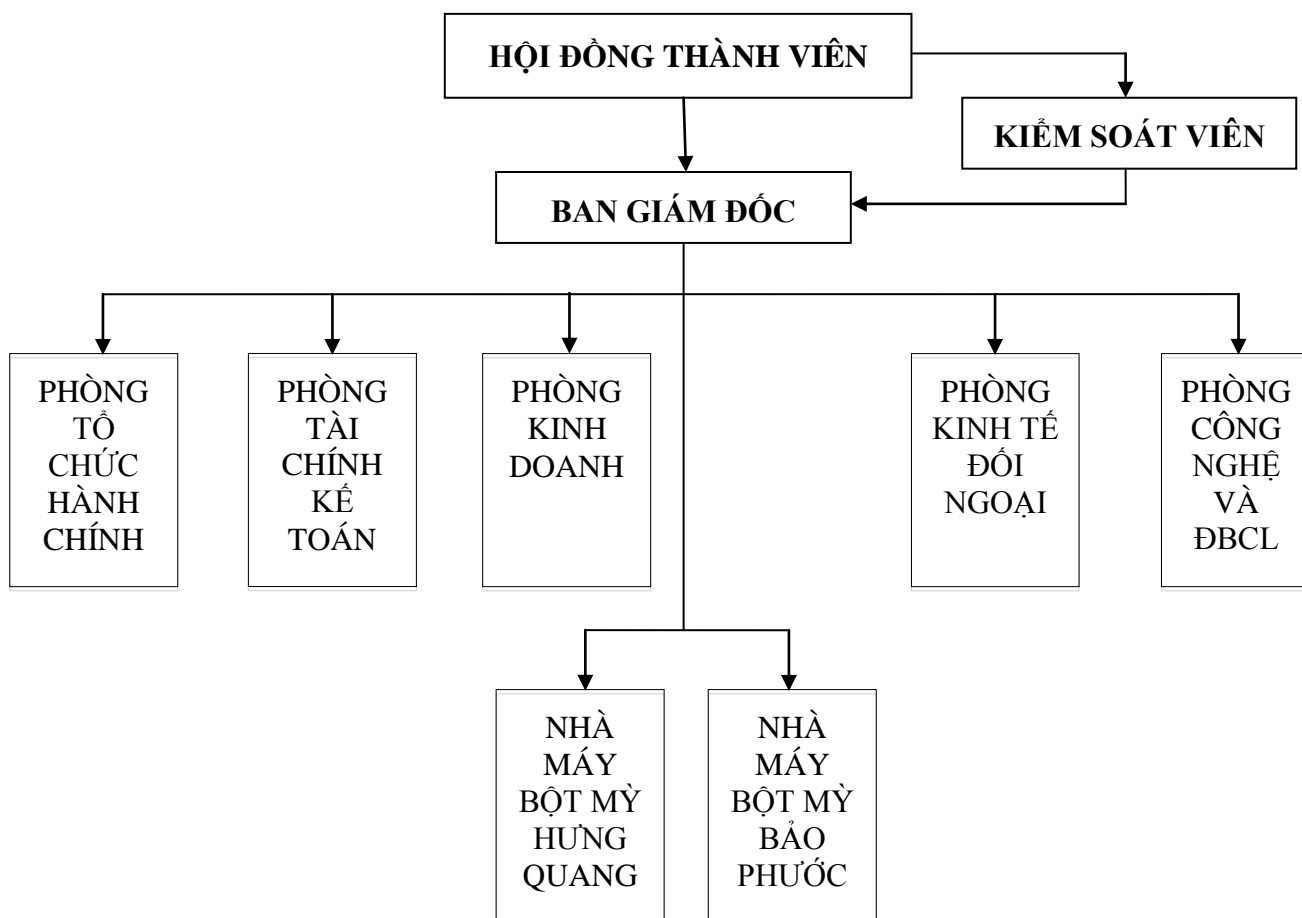 HỘI ĐỒNG THÀNH VIÊN
KIỂM SOÁT VIÊN
BAN GIÁM ĐỐC
PHÒNG
TỔ
CHỨC
HÀNH
CHÍNH
PHÒNG
TÀI
CHÍNH
KẾ
TOÁN
PHÒNG
KINH
DOANH
PHÒNG
KINH TẾ
ĐỐI
NGOẠI
PHÒNG
CÔNG
NGHỆ
VÀ
ĐBCL
NHÀ
MÁY
BỘT MỲ
HƯNG
QUANG
NHÀ
MÁY
BỘT MỲ
BẢO
PHƯỚC